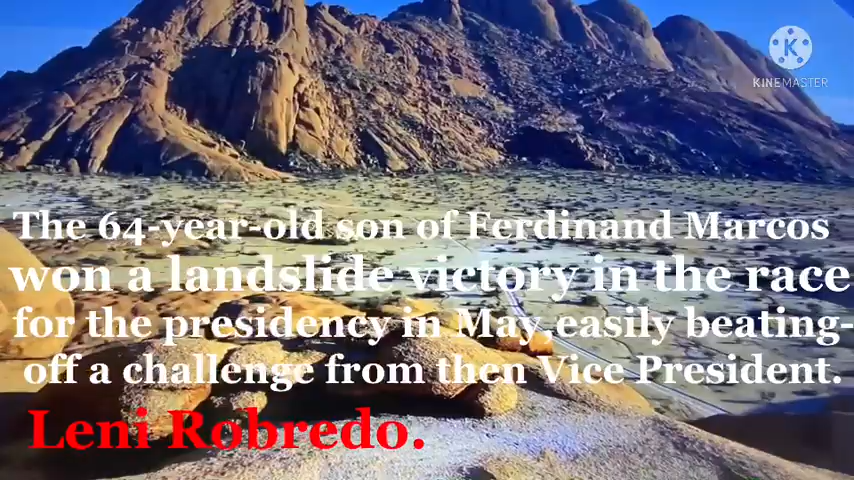 KINEMASTER
The 64-year-old son of Ferdinand Marcos
won a landslide victory in the race
for the presidency in May,easily beating-
off a challenge from then Vice President.
Leni Robredo.